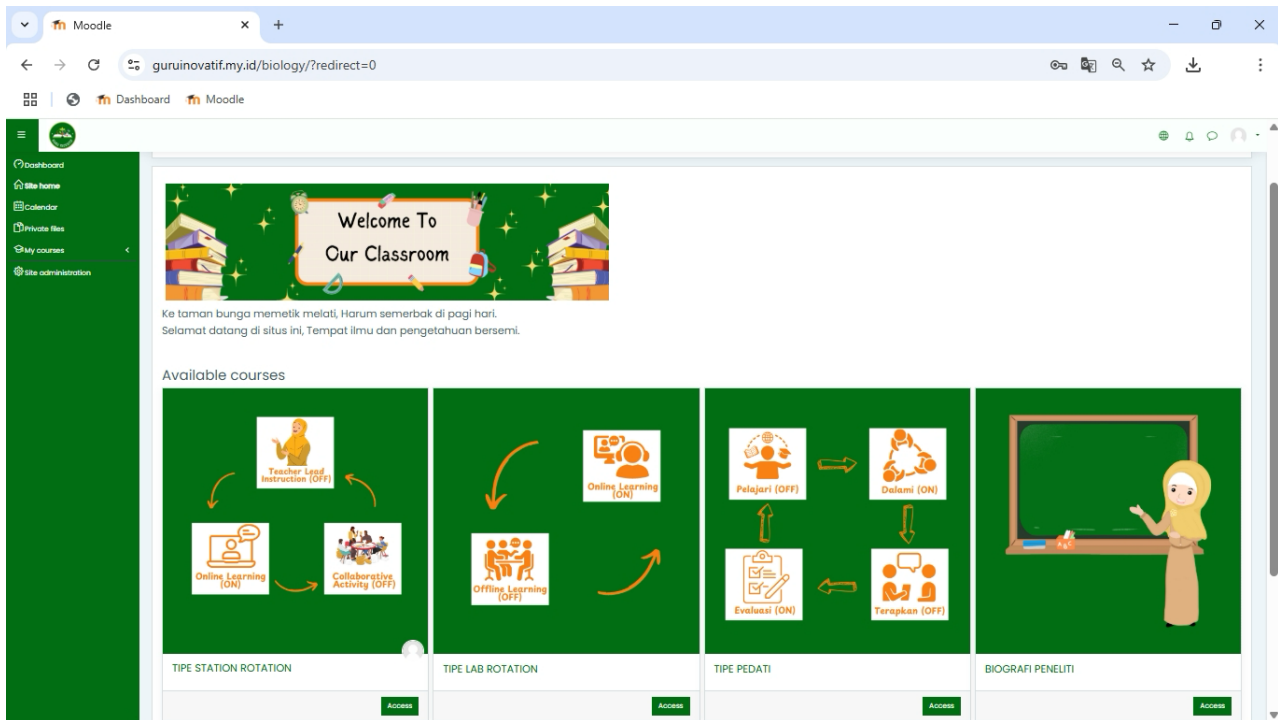 Moodle
guruinovatif.my.id/biology/?redirect=0
Dashboard Moodle
Dashboard
Site home
Calendar
Private files
My courses
Site administration
Welcome To
Our Classroom
Ke taman bunga memetik melati, Harum semerbak di pagi hari.
Selamat datang di situs ini, Tempat ilmu dan pengetahuan bersemi.
Available courses
Teacher Lead
Instruction (OFF)
Online Learning
(ON)
Collaborative
Activity (OFF)
TIPE STATION ROTATION
Access
Online Learning
(ON)
Offline Learning
(OFF)
TIPE LAB ROTATION
Access
Pelajari (OFF)
Dalami (ON)
Evaluasi (ON)
Terapkan (OFF)
TIPE PEDATI
Access
BIOGRAFI PENELITI
Access